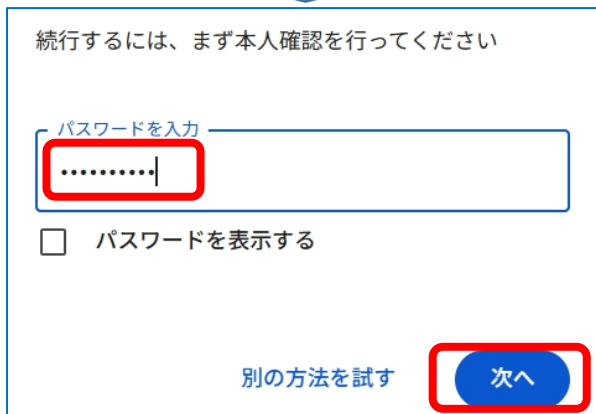 続行するには、まず本人確認を行ってください
パスワードを入力
••••••••••
パスワードを表示する
別の方法を試す
次へ